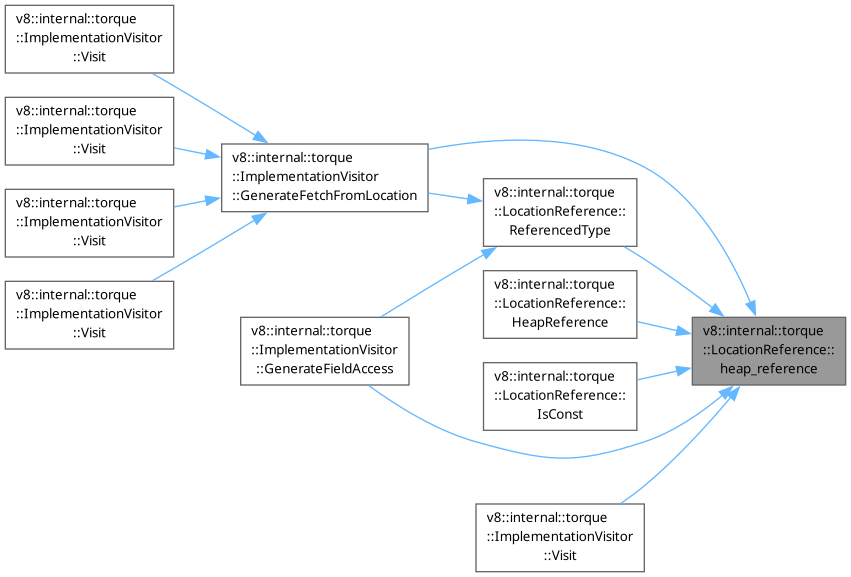 v8::internal::torque
::ImplementationVisitor
::Visit
v8::internal::torque
::ImplementationVisitor
::Visit
v8::internal::torque
::ImplementationVisitor
::Visit
v8::internal::torque
::ImplementationVisitor
::Visit
v8::internal::torque
::ImplementationVisitor
::GenerateFetchFromLocation
v8::internal::torque
::ImplementationVisitor
::GenerateFieldAccess
v8::internal::torque
::LocationReference::
ReferencedType
v8::internal::torque
::LocationReference::
HeapReference
v8::internal::torque
::LocationReference::
IsConst
v8::internal::torque
::ImplementationVisitor
::Visit
v8::internal::torque
::LocationReference::
heap_reference